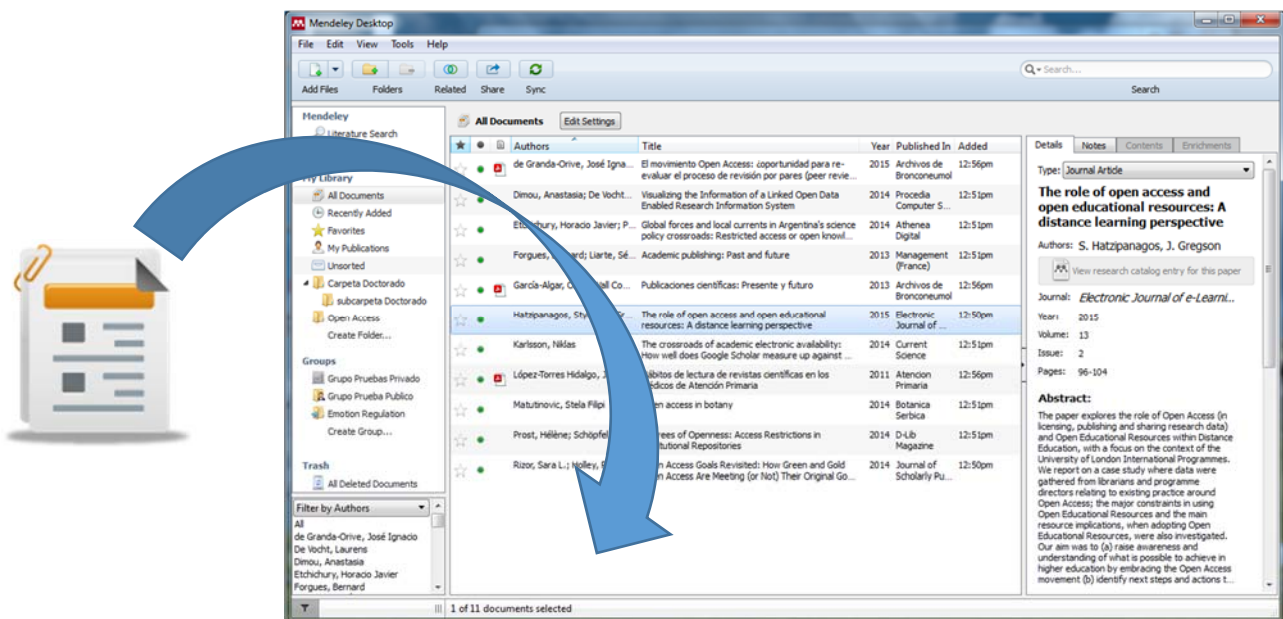 Mendeley Desktop
File Edit View Tools Help
Add Files Folders Related Share Sync
Search...
Search
Mendeley
Literature Search
My Library
All Documents
Recently Added
Favorites
My Publications
Unsorted
Carpeta Doctorado
subcarpeta Doctorado
Open Access
Create Folder...
Groups
Grupo Pruebas Privado
Grupo Prueba Publico
Emotion Regulation
Create Group...
Trash
All Deleted Documents
Filter by Authors
All
de Granda-Orive, José Ignacio
De Vocht, Laurens
Dimou, Anastasia
Etchichury, Horacio Javier
Forgues, Bernard
All Documents Edit Settings
Authors Title Year Published In Added
de Granda-Orive, José Igna... El movimiento Open Access: ¿oportunidad para re- 2015 Archivos de 12:56pm
evaluar el proceso de revisión por pares (peer revie... Bronconeumol
Dimou, Anastasia; De Vocht... Visualizing the Information of a Linked Open Data 2014 Procedia 12:51pm
Enabled Research Information System Computer S...
Horacio Javier; P... Global forces and local currents in Argentina's science 2014 Athenea 12:51pm
policy crossroads: Restricted access or open knowl... Digital
Forgues, Liarte, Sé... Academic publishing: Past and future 2013 Management 12:51pm
(France)
García-Algar, Co... Publicaciones científicas: Presente y futuro 2013 Archivos de 12:56pm
Bronconeumol
Hatzipanagos, The role of open access and open educational 2015 Electronic 12:50pm
resources: A distance learning perspective Journal of ...
Karlsson, Niklas The crossroads of academic electronic availability: 2014 Current 12:51pm
How well does Google Scholar measure up against ... Science
López-Torres Hidalgo, de lectura de revistas científicas en los 2011 Atencion 12:56pm
de Atención Primaria Primaria
Matutinovic, Stela Filipi access in botany 2014 Botanica 12:51pm
Serbica
Prost, Hélène; Schöpfel of Openness: Access Restrictions in 2014 D-Lib 12:51pm
Repositories Magazine
Rizor, Sara L.; Holley, Access Goals Revisited: How Green and Gold 2014 Journal of 12:50pm
Access Are Meeting (or Not) Their Original Go... Scholarly Pu...
1 of 11 documents selected
Details Notes Contents Enrichments
Type: Journal Article
The role of open access and
open educational resources: A
distance learning perspective
Authors: S. Hatzipanagos, J. Gregson
View research catalog entry for this paper
Journal: Electronic Journal of e-Learni...
Year: 2015
Volume: 13
Issue: 2
Pages: 96-104
Abstract:
The paper explores the role of Open Access (in
licensing, publishing and sharing research data)
and Open Educational Resources within Distance
Education, with a focus on the context of the
University of London International Programmes.
We report on a case study where data were
gathered from librarians and programme
directors relating to existing practice around
Open Access; the major constraints in using
Open Educational Resources and the main
resource implications, when adopting Open
Educational Resources, were also investigated.
Our aim was to (a) raise awareness and
understanding of what is possible to achieve in
higher education by embracing the Open Access
movement (b) identify next steps and actions t...